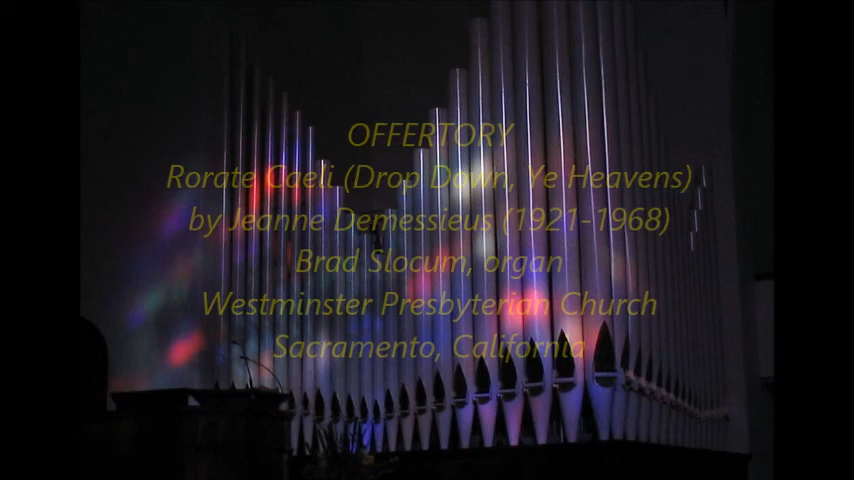 OFFERTORY
Rorate Caeli (Drop Down, Ye Heavens)
by Jeanne Demessieus (1921-1968)
Brad Slocum, organ
Westminster Presbyterian Church
Sacramento, California